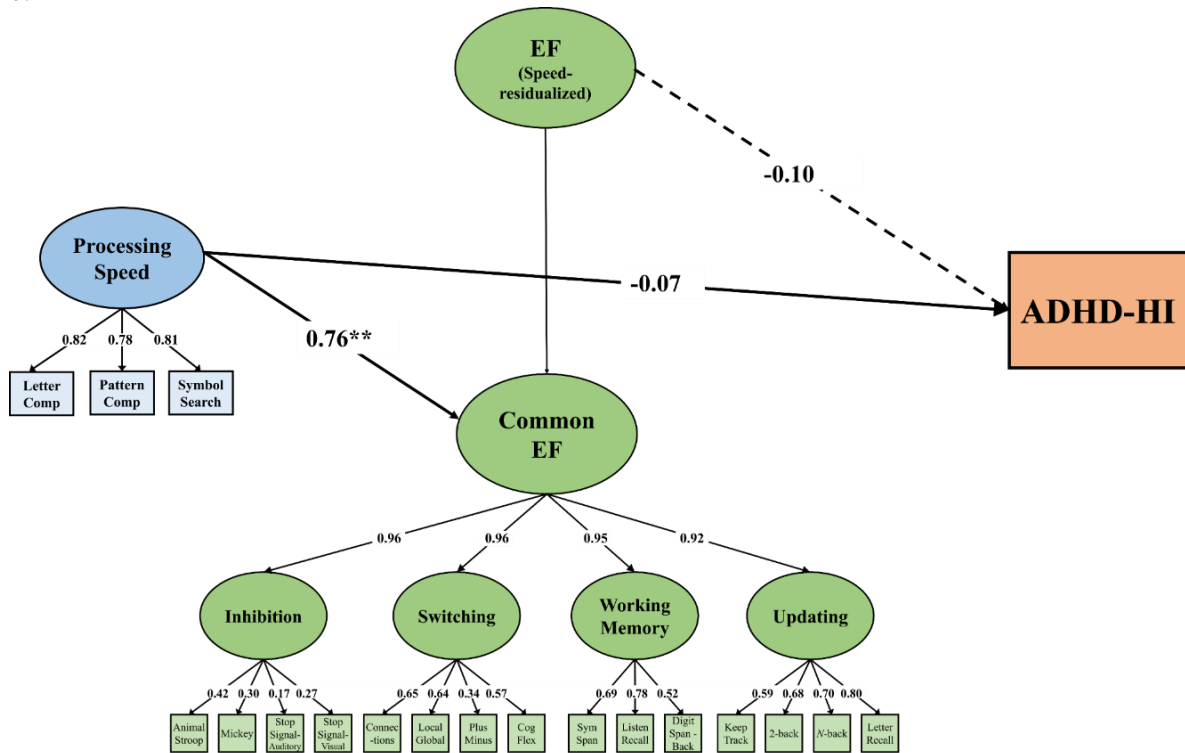 EF
(Speed-
residualized)
-0.10
Processing
Speed
-0.07
ADHD-HI
0.76**
0.82 0.78 0.81
Letter
Comp
Pattern
Comp
Symbol
Search
Common
EF
0.96 0.96 0.95 0.92
Inhibition
Switching
Working
Memory
Updating
0.42 0.30 0.17 0.27
0.65 0.64 0.34 0.57
0.69 0.78 0.52
0.59 0.68 0.70 0.80
Animal
Stroop
Mickey
Stop
Signal-
Auditory
Stop
Signal-
Visual
Connec
-tions
Local
Global
Plus
Minus
Cog
Flex
Sym
Span
Listen
Recall
Digit
Span -
Back
Keep
Track
2-back
N-back
Letter
Recall